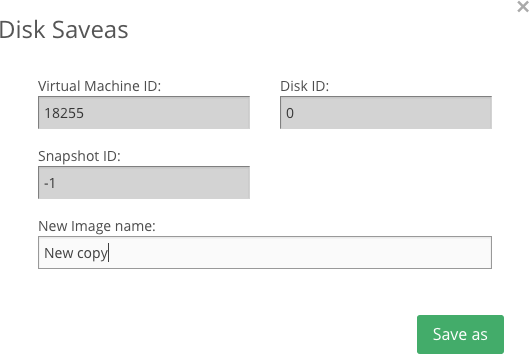 Disk Saveas
Virtual Machine ID: Disk ID:
18255 0
Snapshot ID:
-1
New Image name:
New copy
Save as